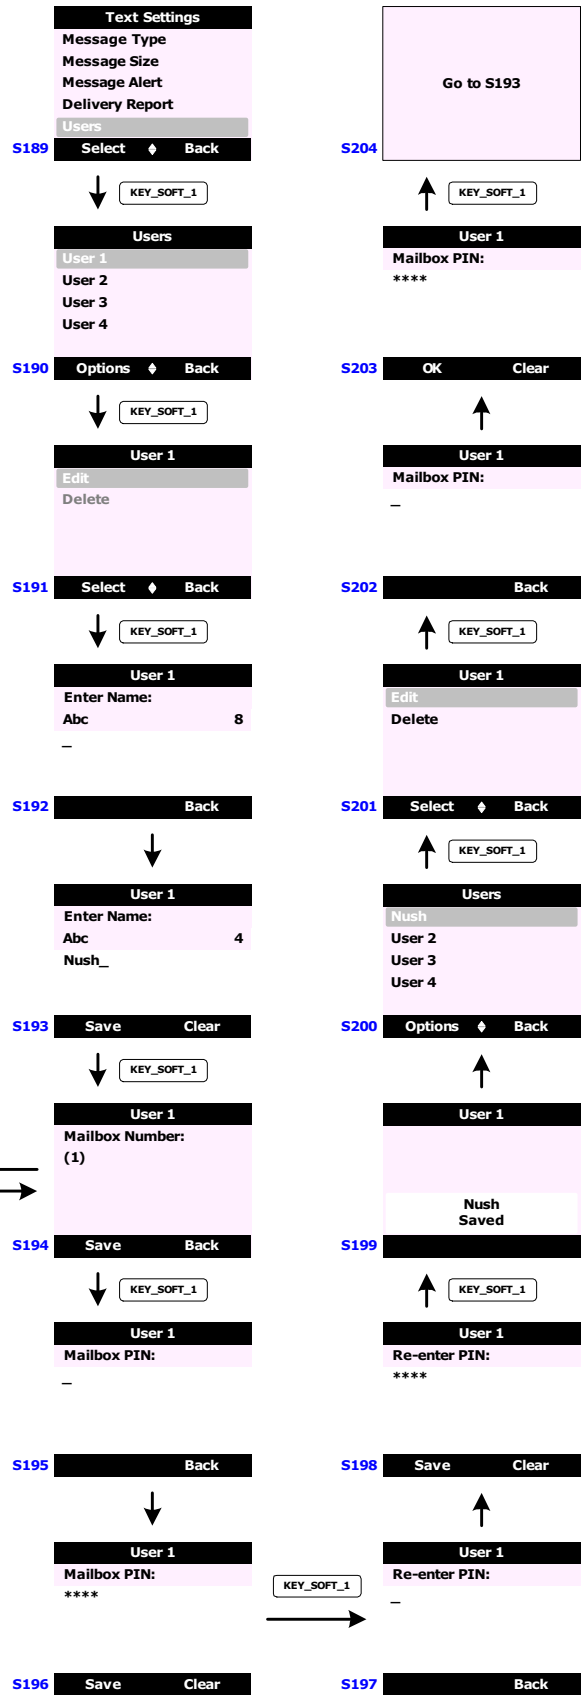 Text Settings
Message Type
Message Size
Message Alert
Delivery Report
Users
S189 Select Back
KEY_SOFT_1
Users
User 1
User 2
User 3
User 4
S190 Options Back
KEY_SOFT_1
User 1
Edit
Delete
S191 Select Back
KEY_SOFT_1
User 1
Enter Name:
Abc 8
_
S192 Back
User 1
Enter Name:
Abc 4
Nush_
S193 Save Clear
KEY_SOFT_1
User 1
Mailbox Number:
(1)
S194 Save Back
KEY_SOFT_1
User 1
Mailbox PIN:
_
S195 Back
User 1
Mailbox PIN:
****
S196 Save Clear
KEY_SOFT_1
User 1
Re-enter PIN:
_
S197 Back
User 1
Re-enter PIN:
****
S198 Save Clear
KEY_SOFT_1
User 1
Nush
Saved
S199
Users
Nush
User 2
User 3
User 4
S200 Options Back
KEY_SOFT_1
User 1
Edit
Delete
S201 Select Back
KEY_SOFT_1
User 1
Mailbox PIN:
_
S202 Back
User 1
Mailbox PIN:
****
S203 OK Clear
KEY_SOFT_1
Go to S193
S204